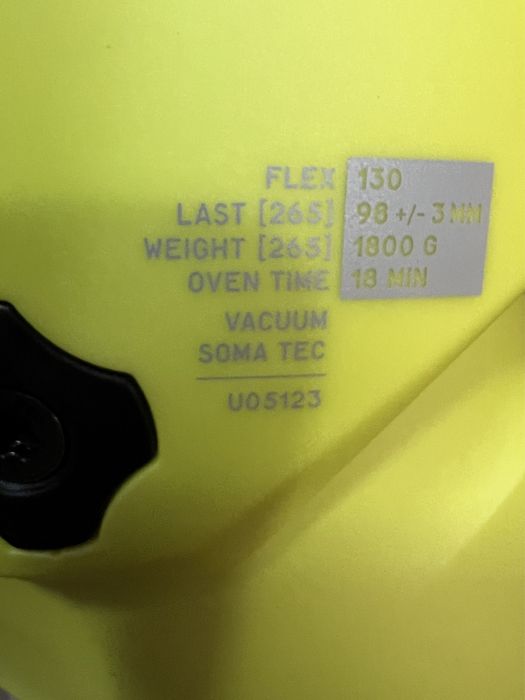 FLEX 130
LAST [265] 98 +/- 3 MM
WEIGHT [265] 1800 G
OVEN TIME 18 MIN
VACUUM
SOMA TEC
U05123